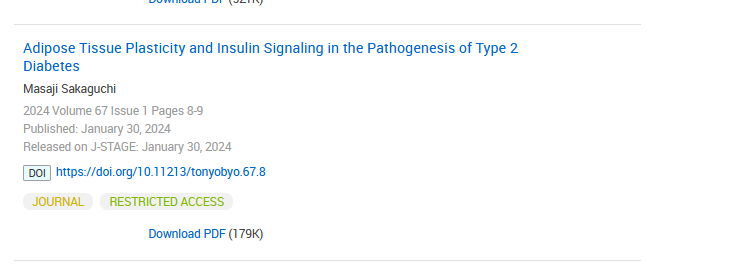 Download PDF (521K)
Adipose Tissue Plasticity and Insulin Signaling in the Pathogenesis of Type 2
Diabetes
Masaji Sakaguchi
2024 Volume 67 Issue 1 Pages 8-9
Published: January 30, 2024
Released on J-STAGE: January 30, 2024
DOI https://doi.org/10.11213/tonyobyo.67.8
JOURNAL RESTRICTED ACCESS
Download PDF (179K)